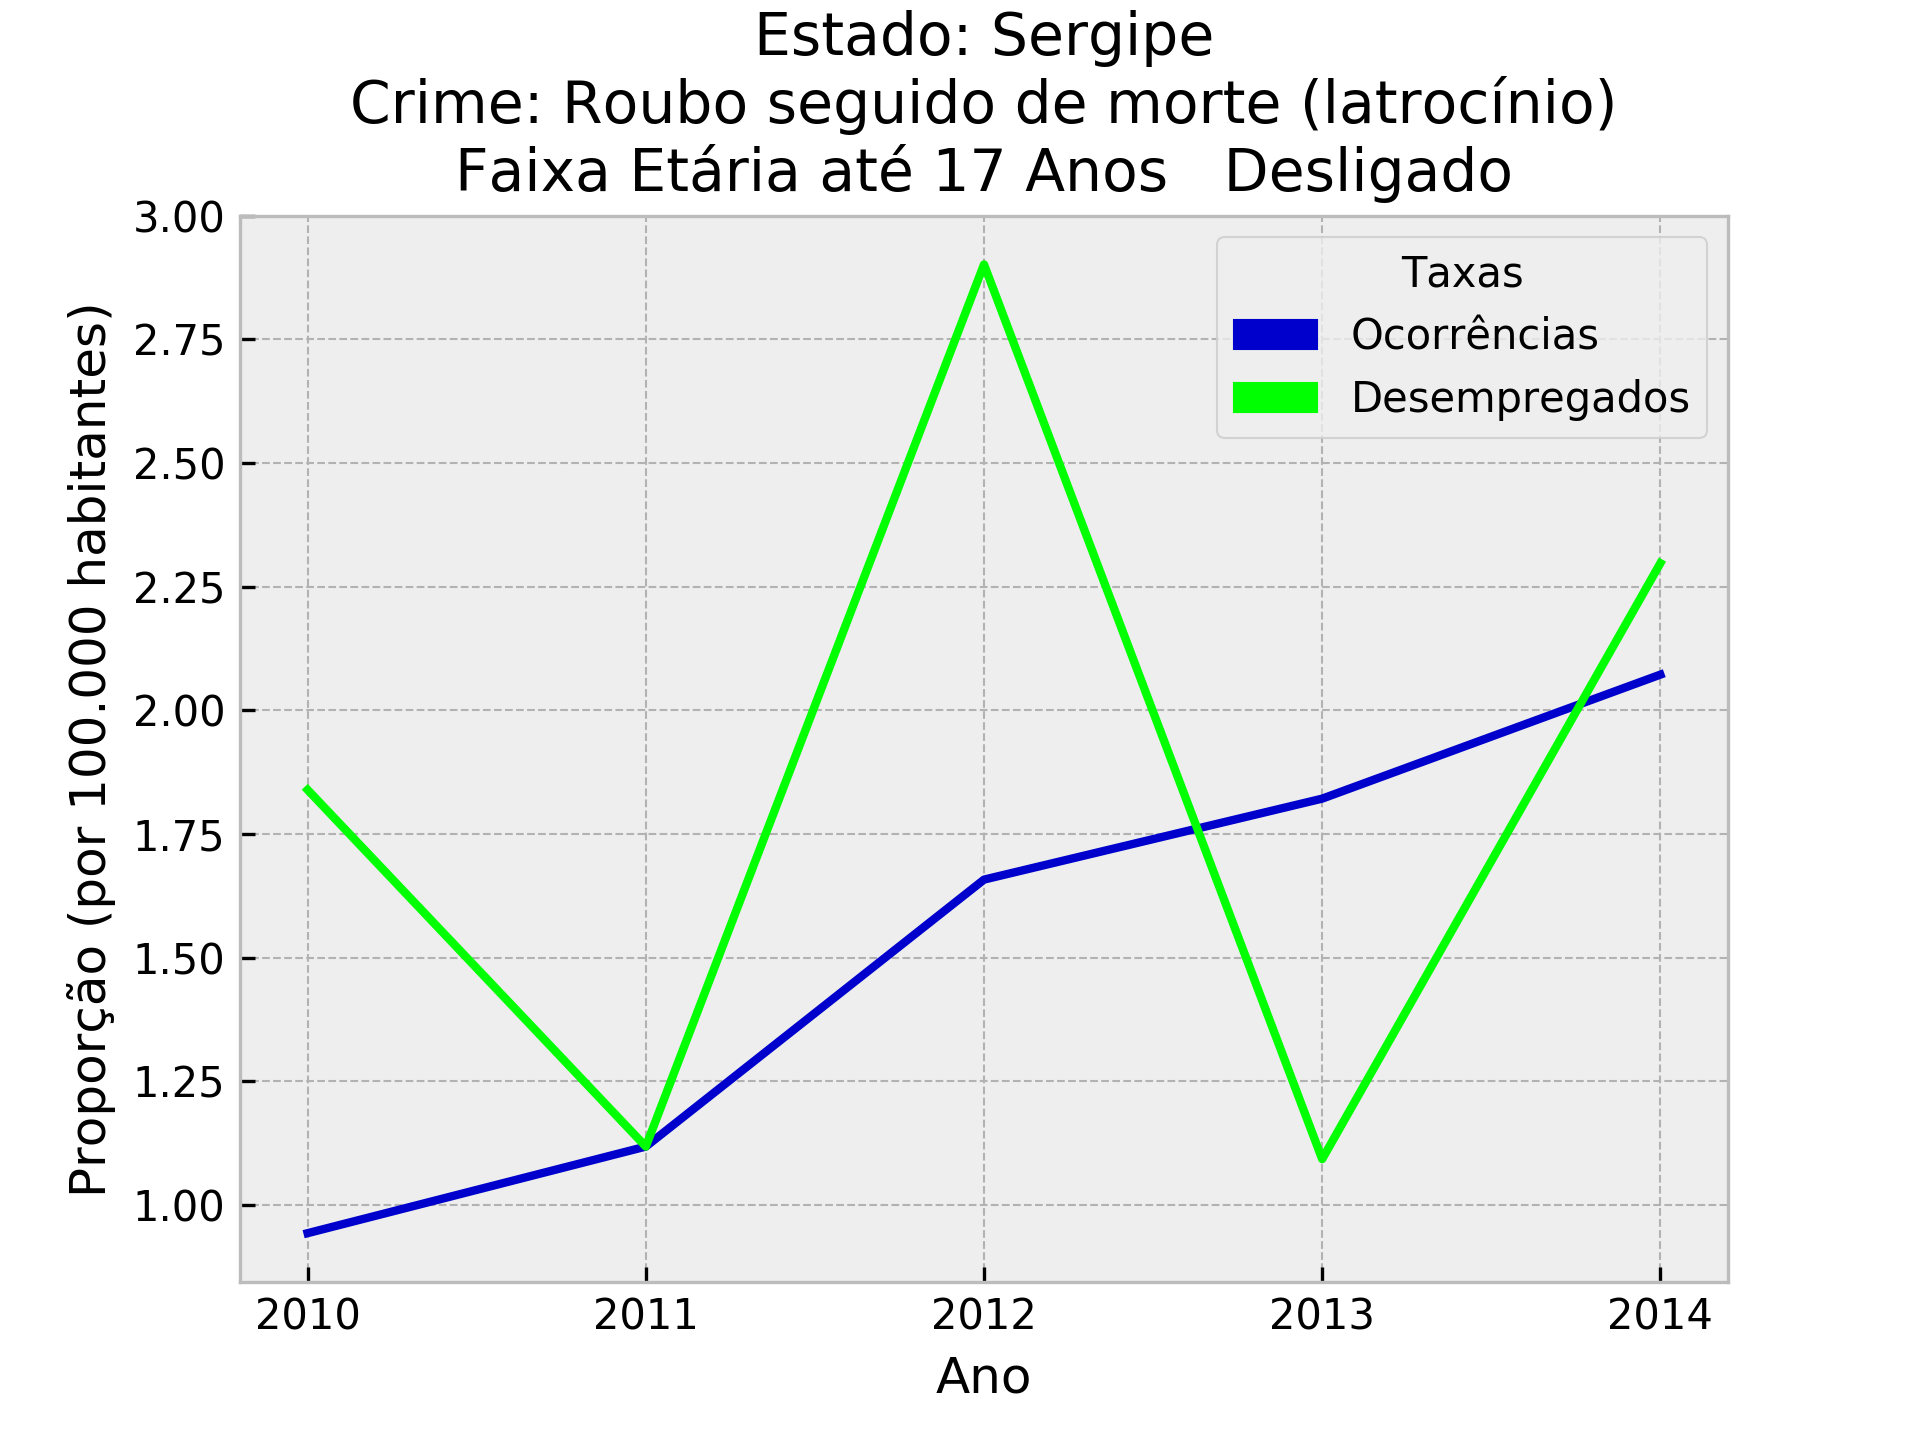 Estado: Sergipe
Crime: Roubo seguido de morte (latrocínio)
Faixa Etária até 17 Anos   Desligado
Proporção (por 100.000 habitantes)
3.00
2.75
2.50
2.25
2.00
1.75
1.50
1.25
1.00
Taxas
Ocorrências
Desempregados
2010 2011 2012 2013 2014
Ano